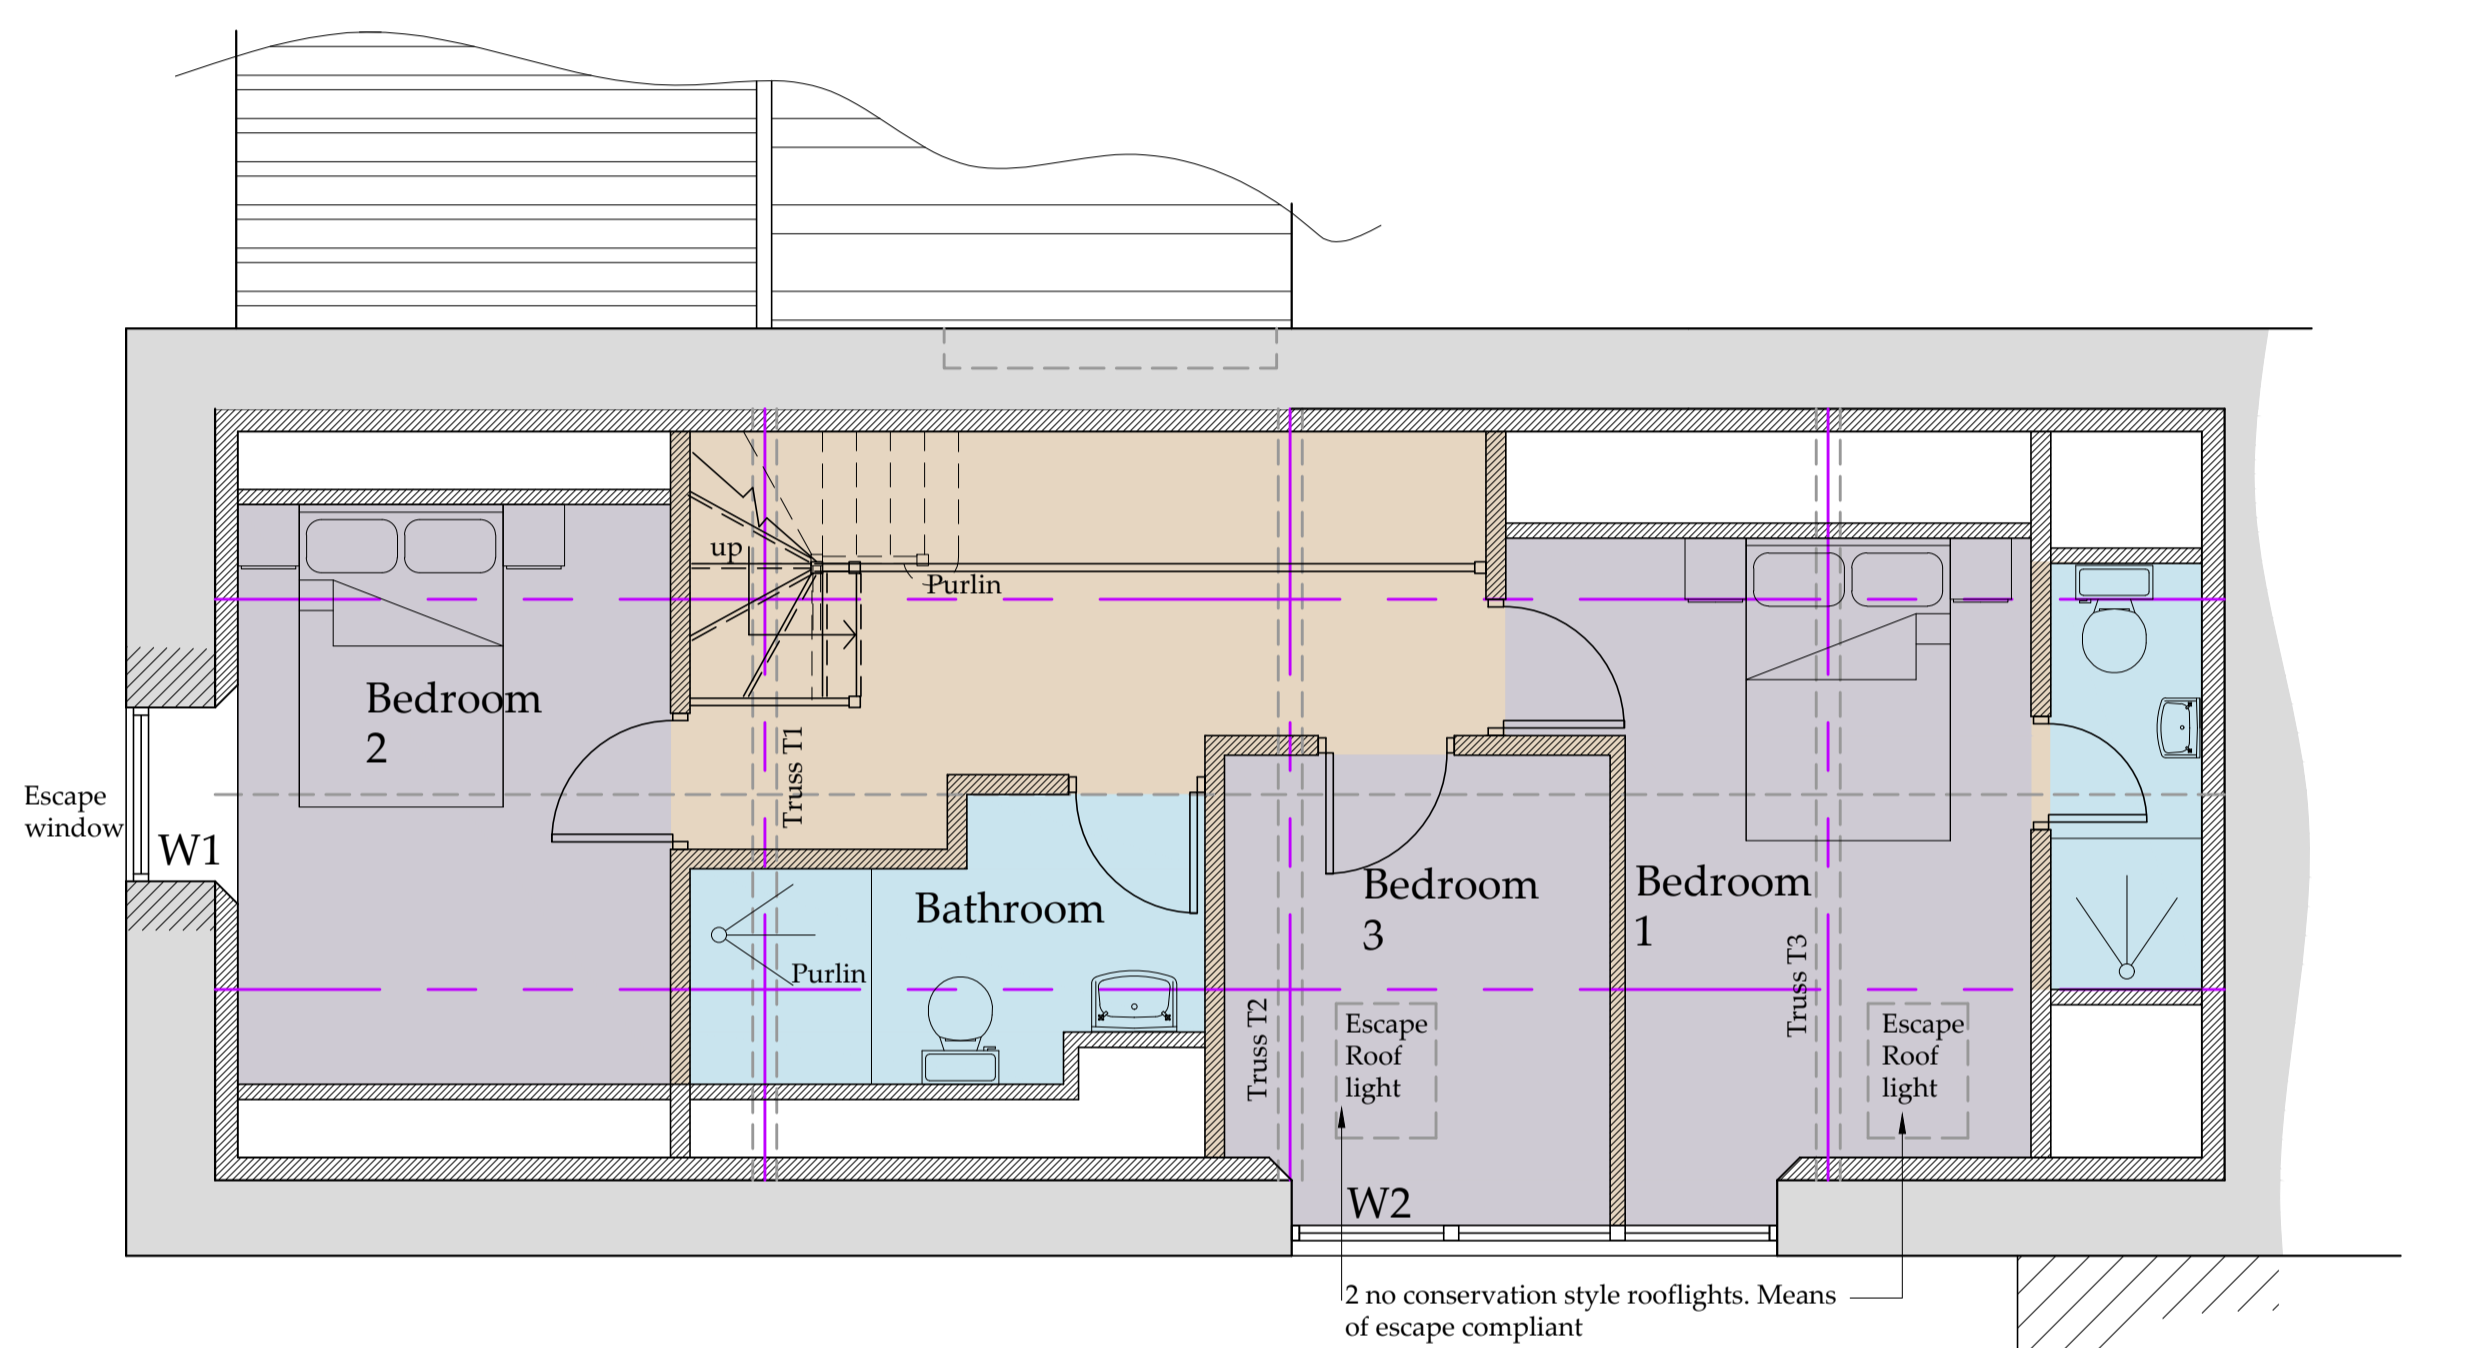 up
Purlin
Bedroom
2
Truss T1
Escape
window
W1
Bathroom
Purlin
Bedroom
3
Bedroom
1
Truss T2
Truss T3
Escape
Roof
light
Escape
Roof
light
W2
2 no conservation style rooflights. Means
of escape compliant